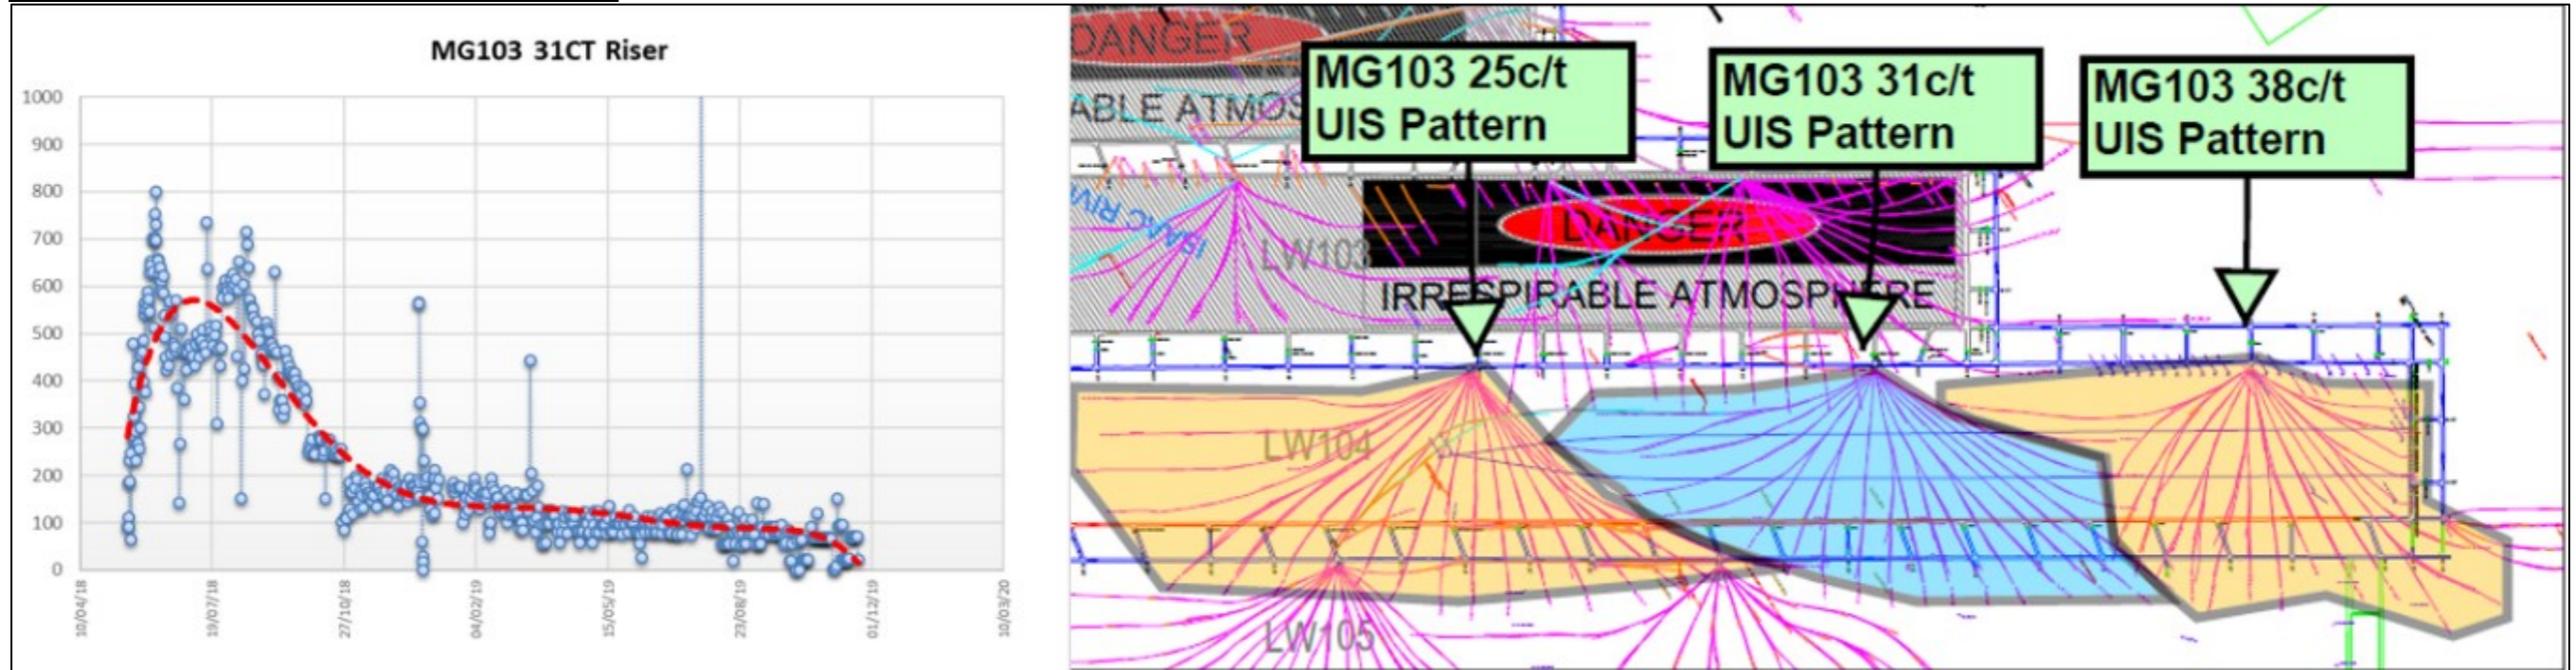 MG103 31CT Riser
1000
900
800
700
600
500
400
300
200
100
0
10/04/18
19/07/18
27/10/18
04/02/19
15/05/19
23/08/19
01/12/19
10/03/20
DANGER
ABLE ATMOS
MG103 25c/t
UIS Pattern
MG103 31c/t
UIS Pattern
MG103 38c/t
UIS Pattern
ISAAC RIV
LW103
DANGER
IRRESPIRABLE ATMOSPHERE
LW104
LW105